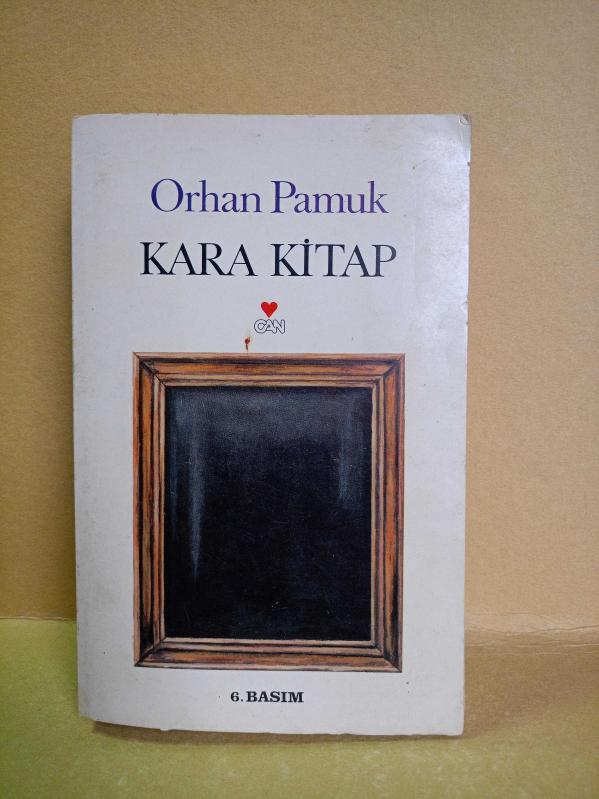 Orhan Pamuk
KARA KİTAP
CAN
6. BASIM